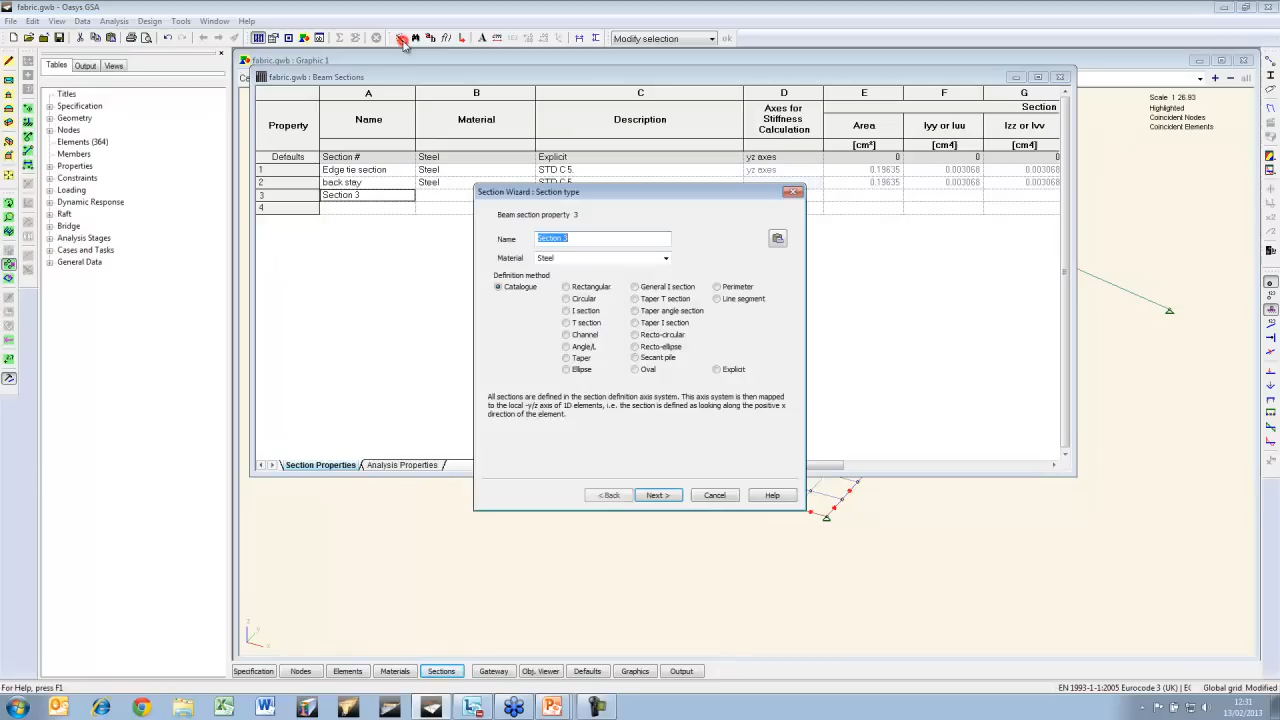 fabric.gwb - Oasys GSA
File Edit View Data Analysis Design Tools Window Help
Modify selection ok
Tables Output Views
fabric.gwb : Graphic 1
fabric.gwb : Beam Sections
all
Titles
Specification
Geometry
Nodes
Elements (364)
Members
Properties
Constraints
Loading
Dynamic Response
Raft
Bridge
Analysis Stages
Cases and Tasks
General Data
A B C D E F G
Property Name Material Description Axes for Stiffness Calculation Section
Area Iyy or Iuu Izz or Ivv
[cm²] [cm4] [cm4]
Defaults Section # Steel Explicit yz axes 0 0 0
1 Edge tie section Steel STD C 5. yz axes 0.19635 0.003068 0.003068
2 back stay Steel STD C 5. 0.19635 0.003068 0.003068
3 Section 3
4
Section Properties Analysis Properties
Scale 1:26.93
Highlighted
Coincident Nodes
Coincident Elements
Section Wizard : Section type
Beam section property 3
Name Section 3
Material Steel
Definition method
Catalogue Rectangular General I section Perimeter
Circular Taper T section Line segment
I section Taper angle section
T section Taper I section
Channel Recto-circular
Angle/L Recto-ellipse
Taper Secant pile
Ellipse Oval Explicit
All sections are defined in the section definition axis system. This axis system is then mapped
to the local -y/z axis of 1D elements, i.e. the section is defined as looking along the positive x
direction of the element.
<Back Next > Cancel Help
z y x
Specification Nodes Elements Materials Sections Gateway Obj. Viewer Defaults Graphics Output
For Help, press F1
EN 1993-1-1:2005 Eurocode 3 (UK) Global grid Modified
12:31
13/02/2013